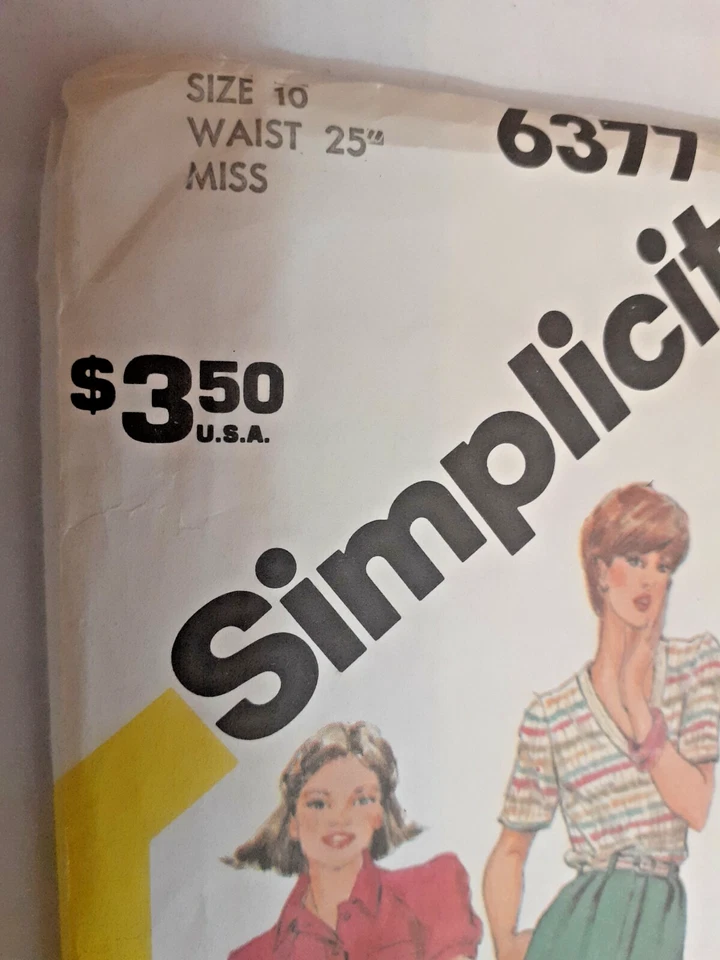 SIZE 10
WAIST 25"
MISS
6377
$3.50
U.S.A.
Simplicit